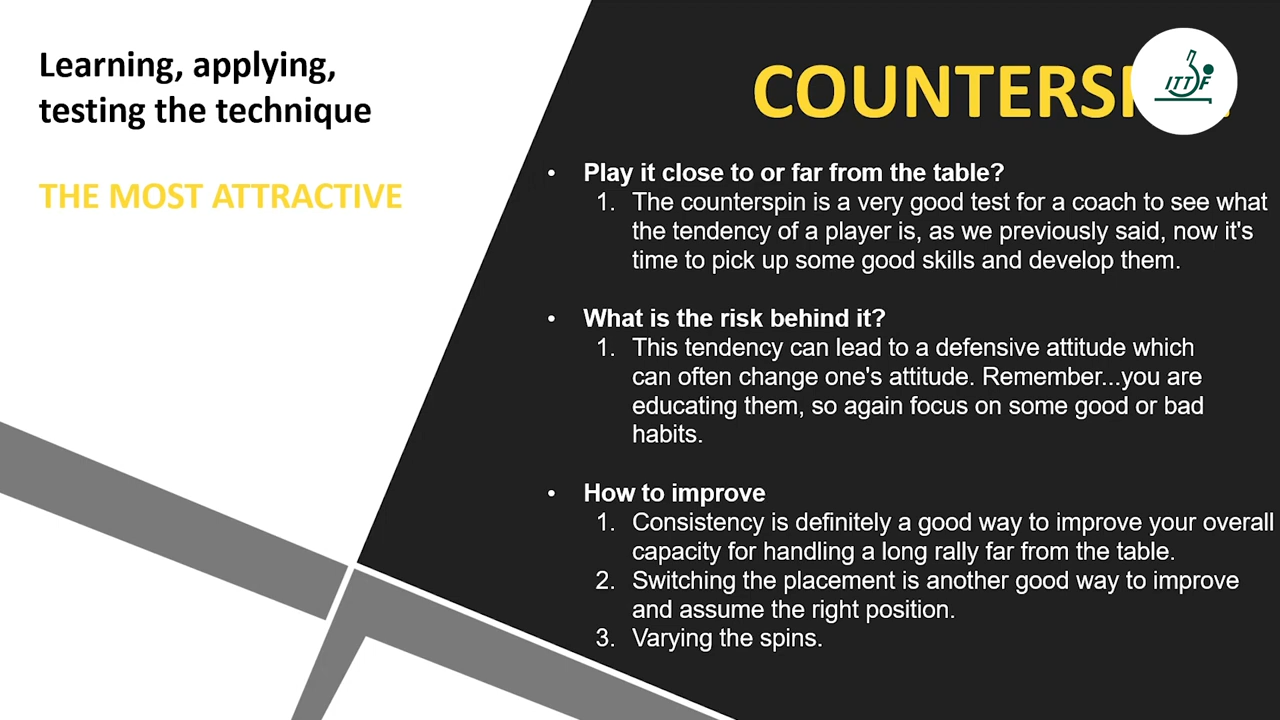 Learning, applying,
testing the technique
THE MOST ATTRACTIVE
ITTF
• Play it close to or far from the table?
1. The counterspin is a very good test for a coach to see what
the tendency of a player is, as we previously said, now it's
time to pick up some good skills and develop them.
• What is the risk behind it?
1. This tendency can lead to a defensive attitude which
can often change one's attitude. Remember...you are
educating them, so again focus on some good or bad
habits.
• How to improve
1. Consistency is definitely a good way to improve your overall
capacity for handling a long rally far from the table.
2. Switching the placement is another good way to improve
and assume the right position.
3. Varying the spins.